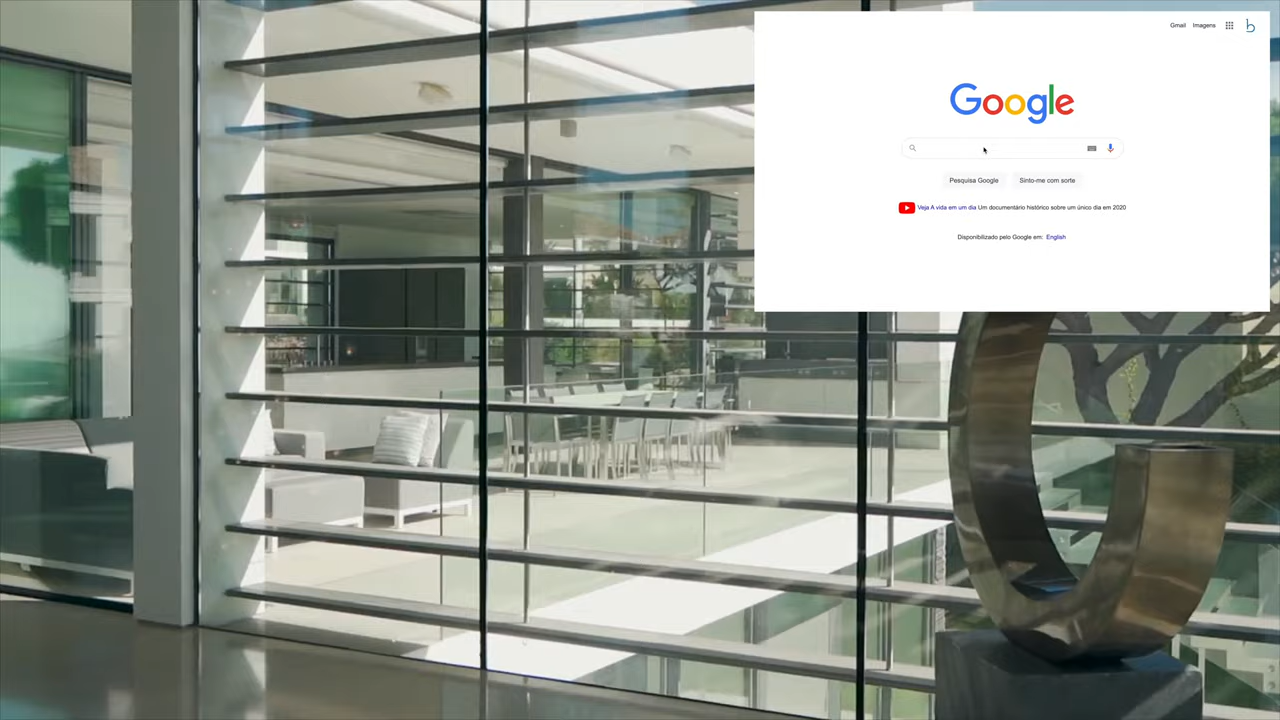 Gmail Imagens
Google
Pesquisa Google Sinto-me com sorte
Veja A vida em um dia Um documentário histórico sobre um único dia em 2020
Disponibilizado pelo Google em: English